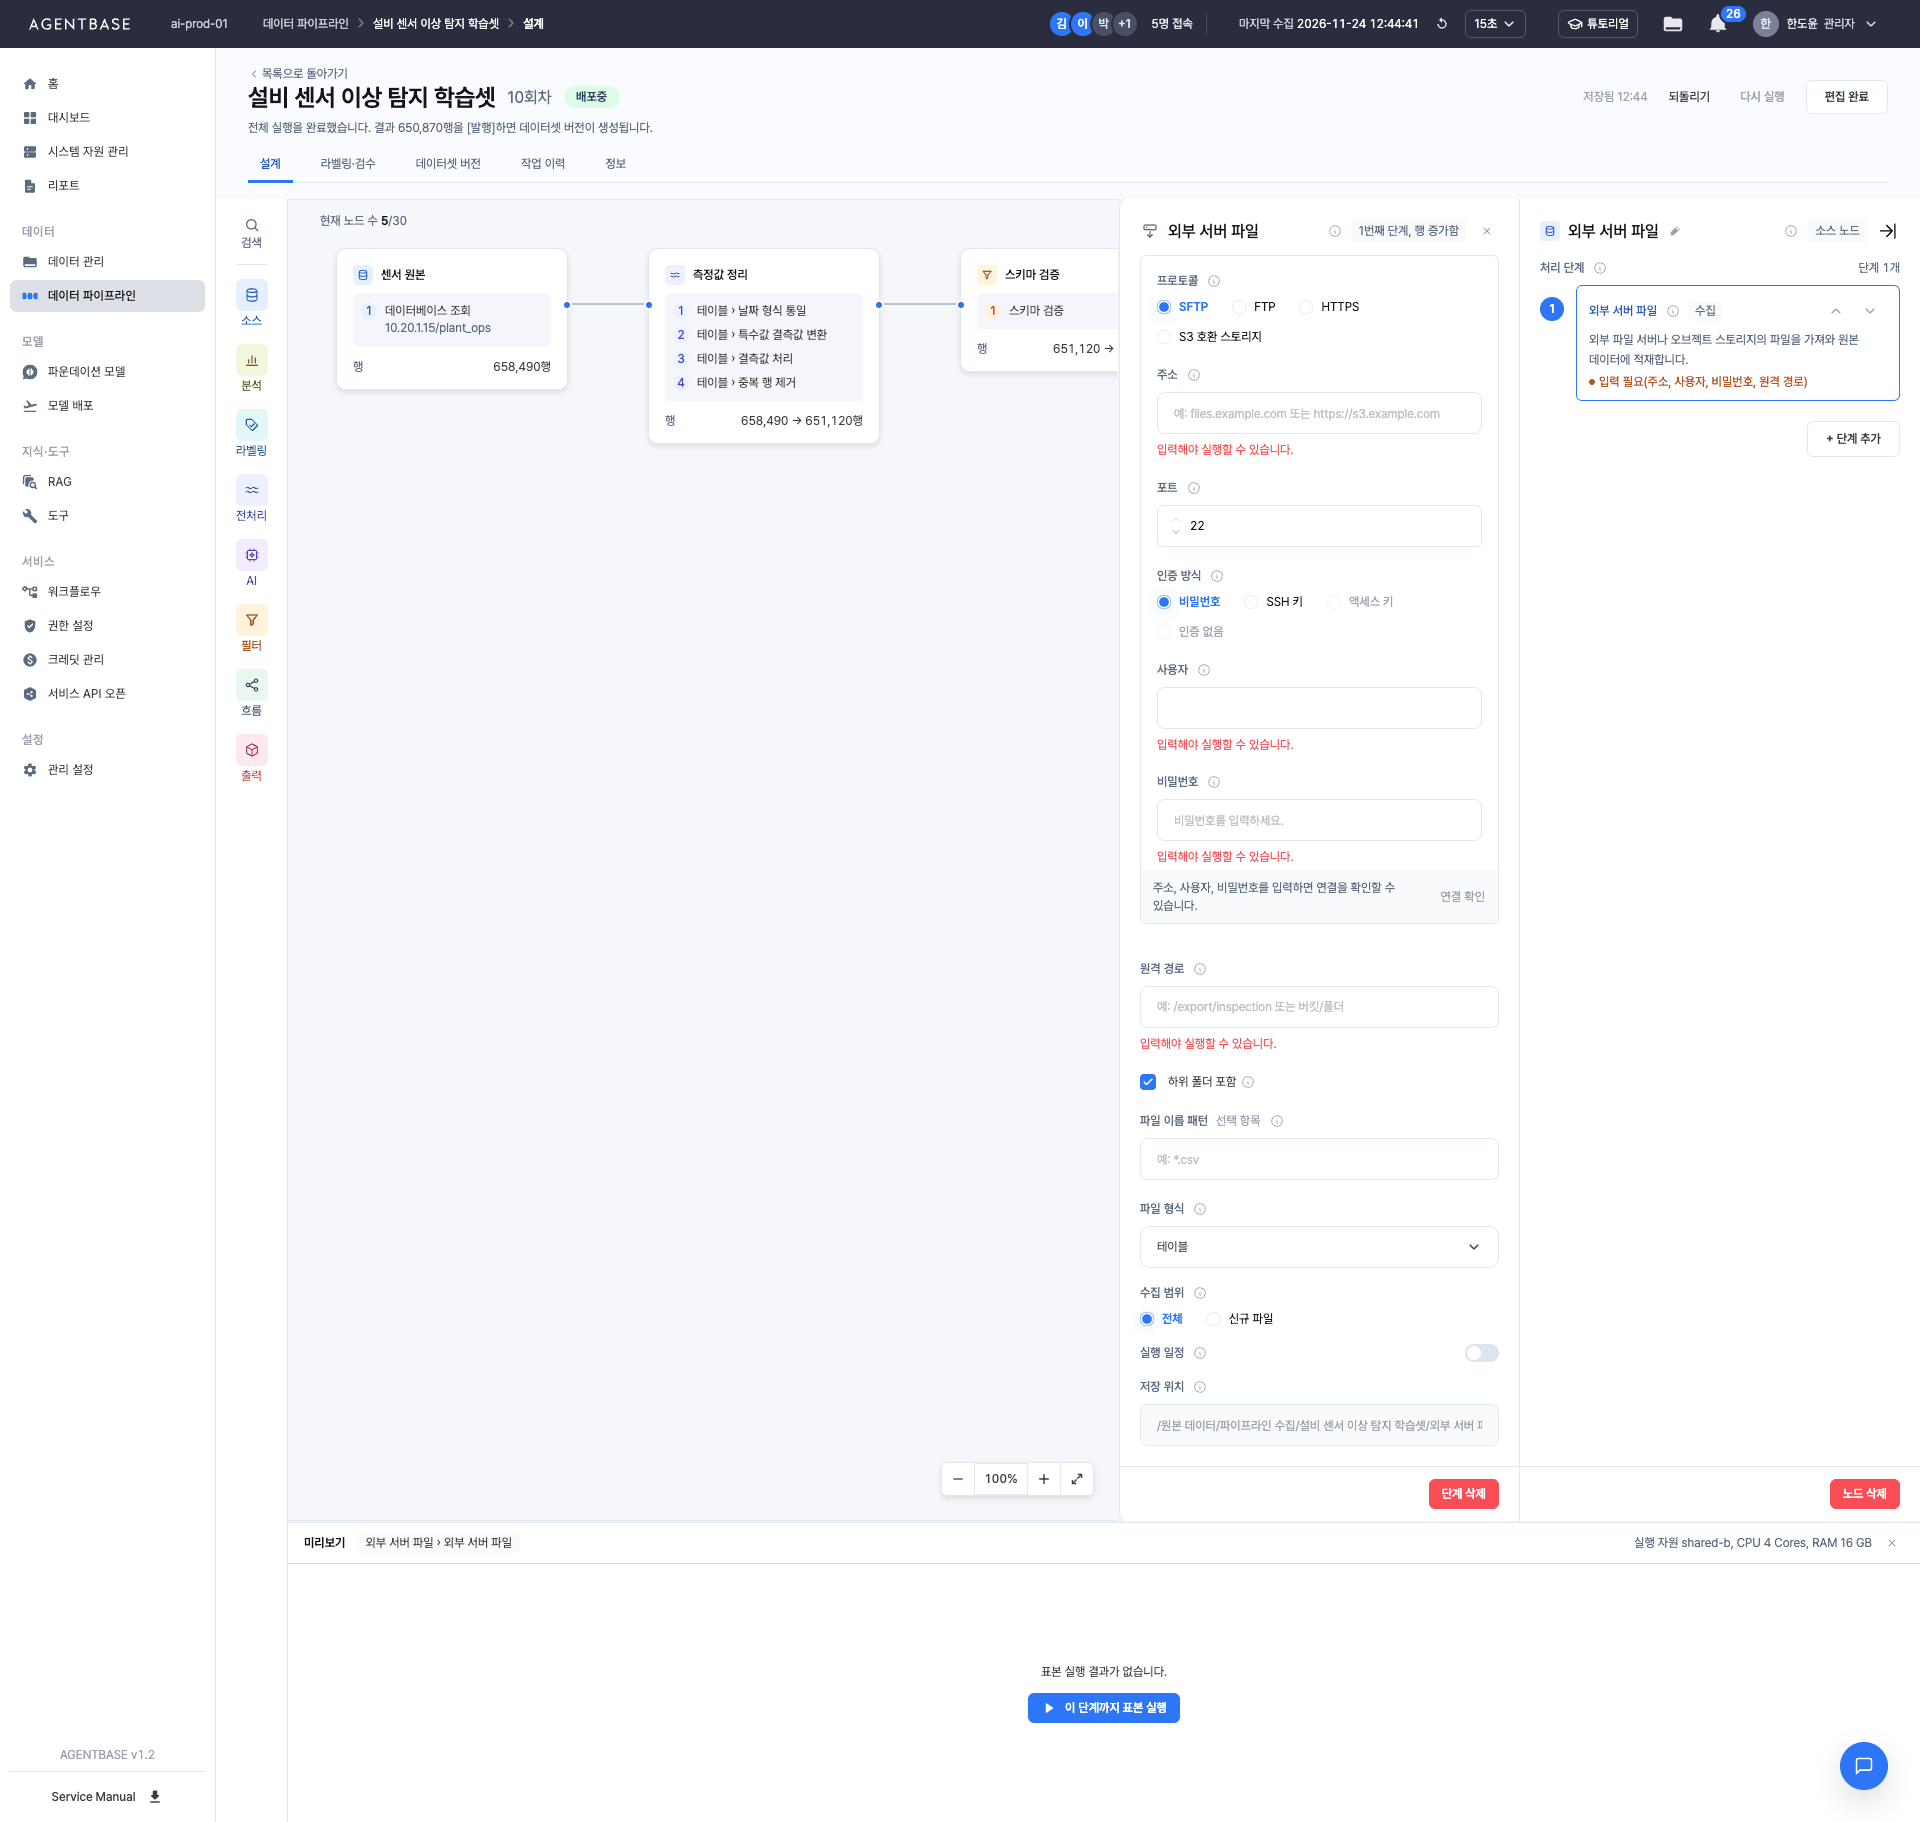 AGENTBASE
ai-prod-01
데이터 파이프라인 > 설비 센서 이상 탐지 학습셋 > 설계
김 이 박 +1 5명 접속
마지막 수집 2026-11-24 12:44:41
15초
튜토리얼
26
한 한도윤 관리자
홈
대시보드
시스템 자원 관리
리포트
데이터
데이터 관리
데이터 파이프라인
모델
파운데이션 모델
모델 배포
지식·도구
RAG
도구
서비스
워크플로우
권한 설정
크레딧 관리
서비스 API 오픈
설정
관리 설정
AGENTBASE v1.2
Service Manual
목록으로 돌아가기
설비 센서 이상 탐지 학습셋 10회차 배포중
전체 실행을 완료했습니다. 결과 650,870행을 [발행]하면 데이터셋 버전이 생성됩니다.
저장됨 12:44 되돌리기 다시 실행 편집 완료
설계 라벨링·검수 데이터셋 버전 작업 이력 정보
검색
소스
분석
라벨링
전처리
AI
필터
흐름
출력
현재 노드 수 5/30
센서 원본
1 데이터베이스 조회
10.20.1.15/plant_ops
행 658,490행
측정값 정리
1 테이블 › 날짜 형식 통일
2 테이블 › 특수값 결측값 변환
3 테이블 › 결측값 처리
4 테이블 › 중복 행 제거
행 658,490 → 651,120행
스키마 검증
1 스키마 검증
행 651,120 →
100%
외부 서버 파일
1번째 단계, 행 증가함
프로토콜
SFTP FTP HTTPS
S3 호환 스토리지
주소
예: files.example.com 또는 https://s3.example.com
입력해야 실행할 수 있습니다.
포트
22
인증 방식
비밀번호 SSH 키 액세스 키
인증 없음
사용자
입력해야 실행할 수 있습니다.
비밀번호
비밀번호를 입력하세요.
입력해야 실행할 수 있습니다.
주소, 사용자, 비밀번호를 입력하면 연결을 확인할 수
있습니다.
연결 확인
원격 경로
예: /export/inspection 또는 버킷/폴더
입력해야 실행할 수 있습니다.
하위 폴더 포함
파일 이름 패턴 선택 항목
예: *.csv
파일 형식
테이블
수집 범위
전체 신규 파일
실행 일정
저장 위치
/원본 데이터/파이프라인 수집/설비 센서 이상 탐지 학습셋/외부 서버
단계 삭제
외부 서버 파일
소스 노드
처리 단계
단계 1개
1
외부 서버 파일 수집
외부 파일 서버나 오브젝트 스토리지의 파일을 가져와 원본
데이터에 적재합니다.
입력 필요(주소, 사용자, 비밀번호, 원격 경로)
+ 단계 추가
노드 삭제
미리보기 외부 서버 파일 › 외부 서버 파일
실행 자원 shared-b, CPU 4 Cores, RAM 16 GB
표본 실행 결과가 없습니다.
이 단계까지 표본 실행